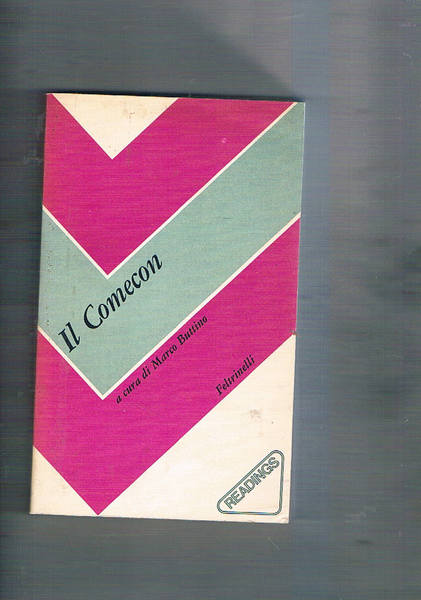 Il Comecon
a cura di Marco Buttino
Feltrinelli
READINGS